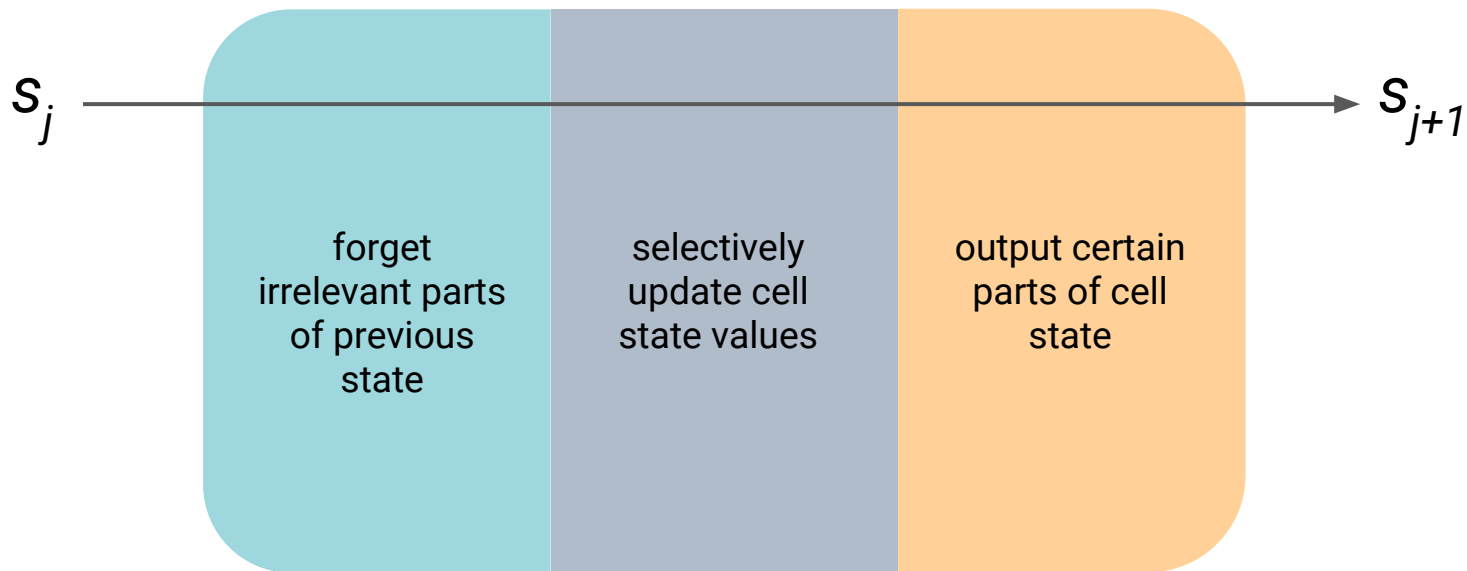 s_j
s_{j+1}
forget
irrelevant parts
of previous
state
selectively
update cell
state values
output certain
parts of cell
state